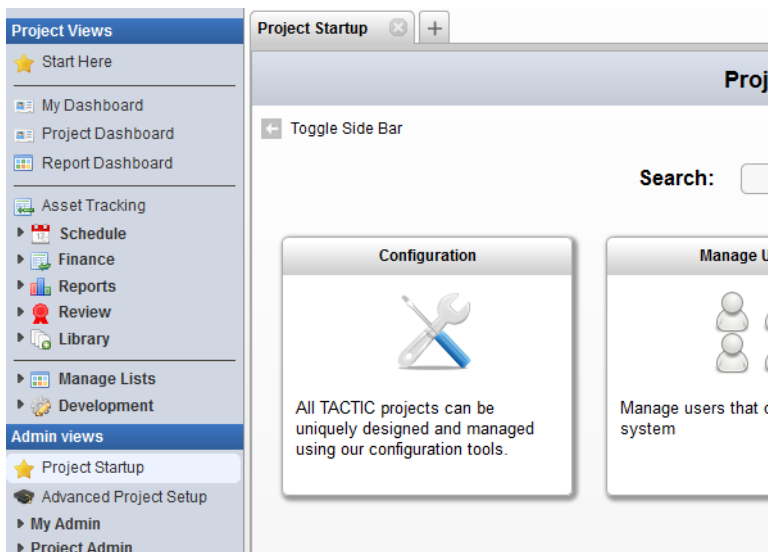 Project Views
Start Here
My Dashboard
Project Dashboard
Report Dashboard
Asset Tracking
Schedule
Finance
Reports
Review
Library
Manage Lists
Development
Admin views
Project Startup
Advanced Project Setup
My Admin
Project Admin
Project Startup
Toggle Side Bar
Search:
Configuration
All TACTIC projects can be
uniquely designed and managed
using our configuration tools.
Manage
Manage users that
system